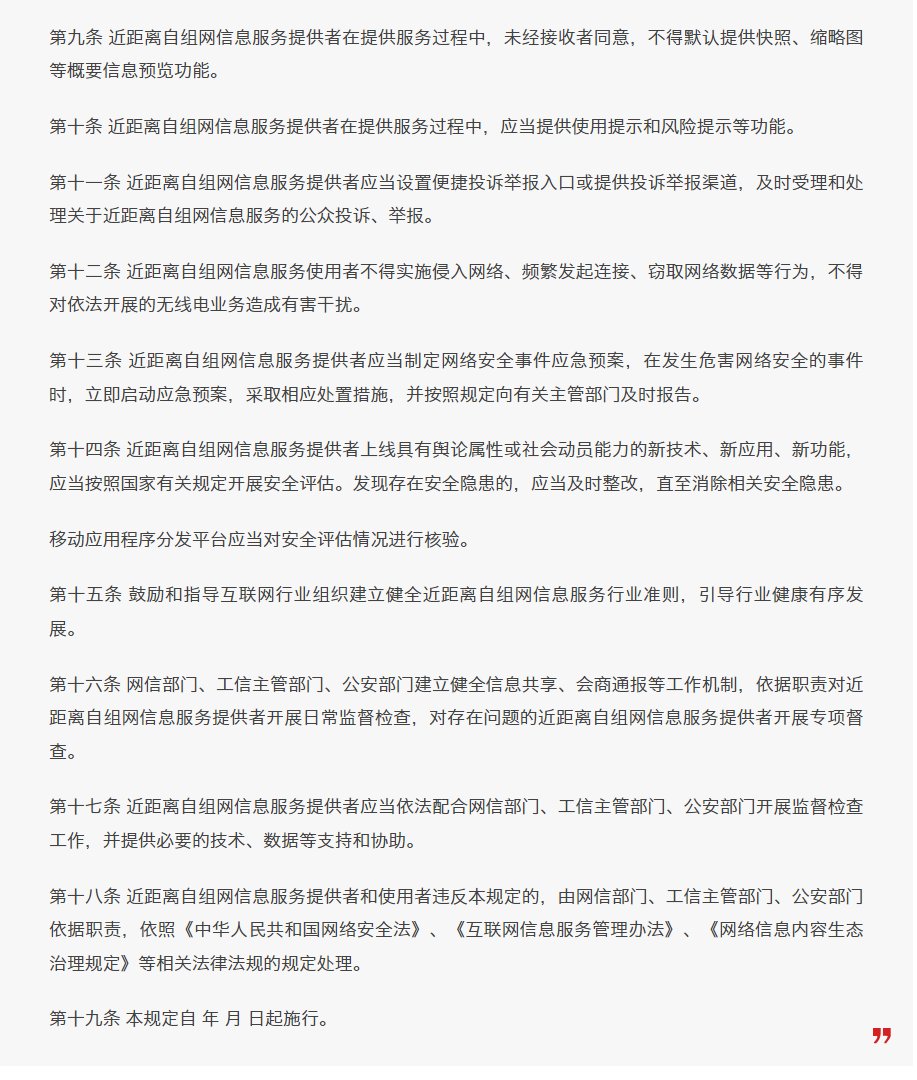 第九条 近距离自组网信息服务提供者在提供服务过程中，未经接收者同意，不得默认提供快照、缩略图
等概要信息预览功能。
第十条 近距离自组网信息服务提供者在提供服务过程中，应当提供使用提示和风险提示等功能。
第十一条 近距离自组网信息服务提供者应当设置便捷投诉举报入口或提供投诉举报渠道，及时受理和处
理关于近距离自组网信息服务的公众投诉、举报。
第十二条 近距离自组网信息服务使用者不得实施侵入网络、频繁发起连接、窃取网络数据等行为，不得
对依法开展的无线电业务造成有害干扰。
第十三条 近距离自组网信息服务提供者应当制定网络安全事件应急预案，在发生危害网络安全的事件
时，立即启动应急预案，采取相应处置措施，并按照规定向有关主管部门及时报告。
第十四条 近距离自组网信息服务提供者上线具有舆论属性或社会动员能力的新技术、新应用、新功能，
应当按照国家有关规定开展安全评估。发现存在安全隐患的，应当及时整改，直至消除相关安全隐患。
移动应用程序分发平台应当对安全评估情况进行核验。
第十五条 鼓励和指导互联网行业组织建立健全近距离自组网信息服务行业准则，引导行业健康有序发
展。
第十六条 网信部门、工信主管部门、公安部门建立健全信息共享、会商通报等工作机制，依据职责对近
距离自组网信息服务提供者开展日常监督检查，对存在问题的近距离自组网信息服务提供者开展专项督
查。
第十七条 近距离自组网信息服务提供者应当依法配合网信部门、工信主管部门、公安部门开展监督检查
工作，并提供必要的技术、数据等支持和协助。
第十八条 近距离自组网信息服务提供者和使用者违反本规定的，由网信部门、工信主管部门、公安部门
依据职责，依照《中华人民共和国网络安全法》、《互联网信息服务管理办法》、《网络信息内容生态
治理规定》等相关法律法规的规定处理。
第十九条 本规定自 年 月 日起施行。
”